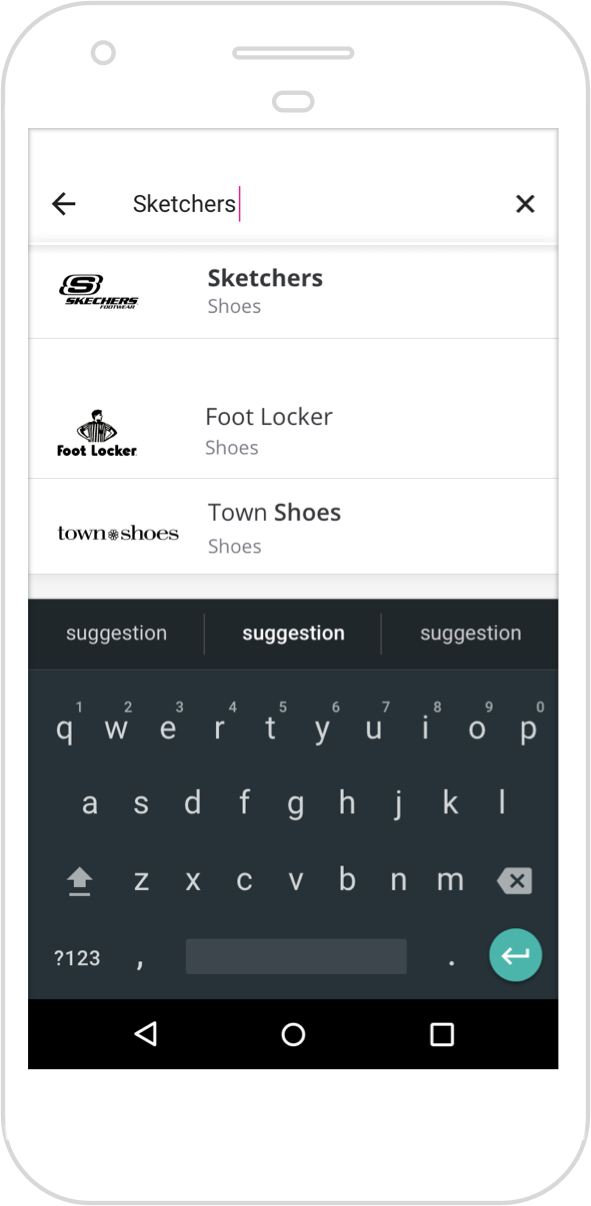 Sketchers
SKECHERS
FOOTWEAR
Sketchers
Shoes
Foot Locker
Foot Locker
Shoes
town shoes
Town Shoes
Shoes
suggestion suggestion suggestion
1 2 3 4 5 6 7 8 9 0
q w e r t y u i o p
a s d f g h j k l
z x c v b n m
?123 , .